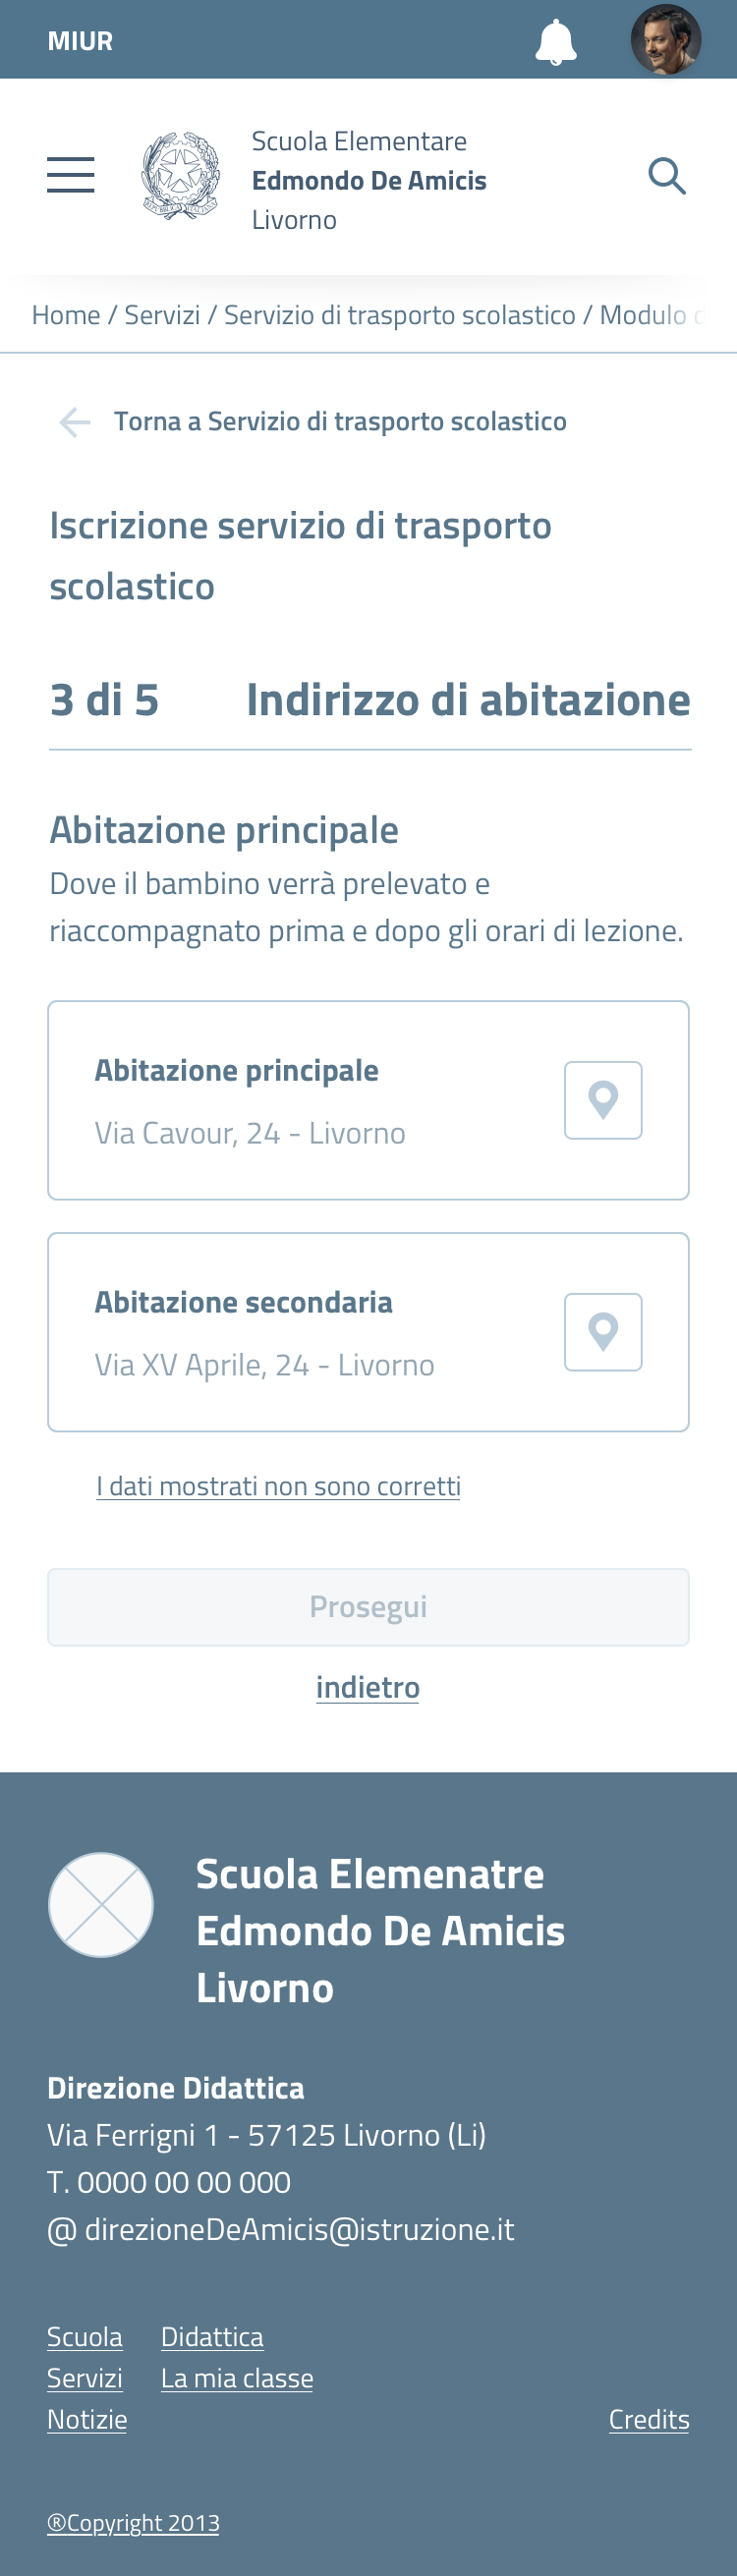 MIUR
Scuola Elementare
Edmondo De Amicis
Livorno
Home / Servizi / Servizio di trasporto scolastico / Modulo
Torna a Servizio di trasporto scolastico
Iscrizione servizio di trasporto
scolastico
3 di 5 Indirizzo di abitazione
Abitazione principale
Dove il bambino verrà prelevato e
riaccompagnato prima e dopo gli orari di lezione.
Abitazione principale
Via Cavour, 24 - Livorno
Abitazione secondaria
Via XV Aprile, 24 - Livorno
I dati mostrati non sono corretti
Prosegui
indietro
Scuola Elemenatre
Edmondo De Amicis
Livorno
Direzione Didattica
Via Ferrigni 1 - 57125 Livorno (Li)
T. 0000 00 00 000
@ direzioneDeAmicis@istruzione.it
Scuola Didattica
Servizi La mia classe
Notizie Credits
®Copyright 2013